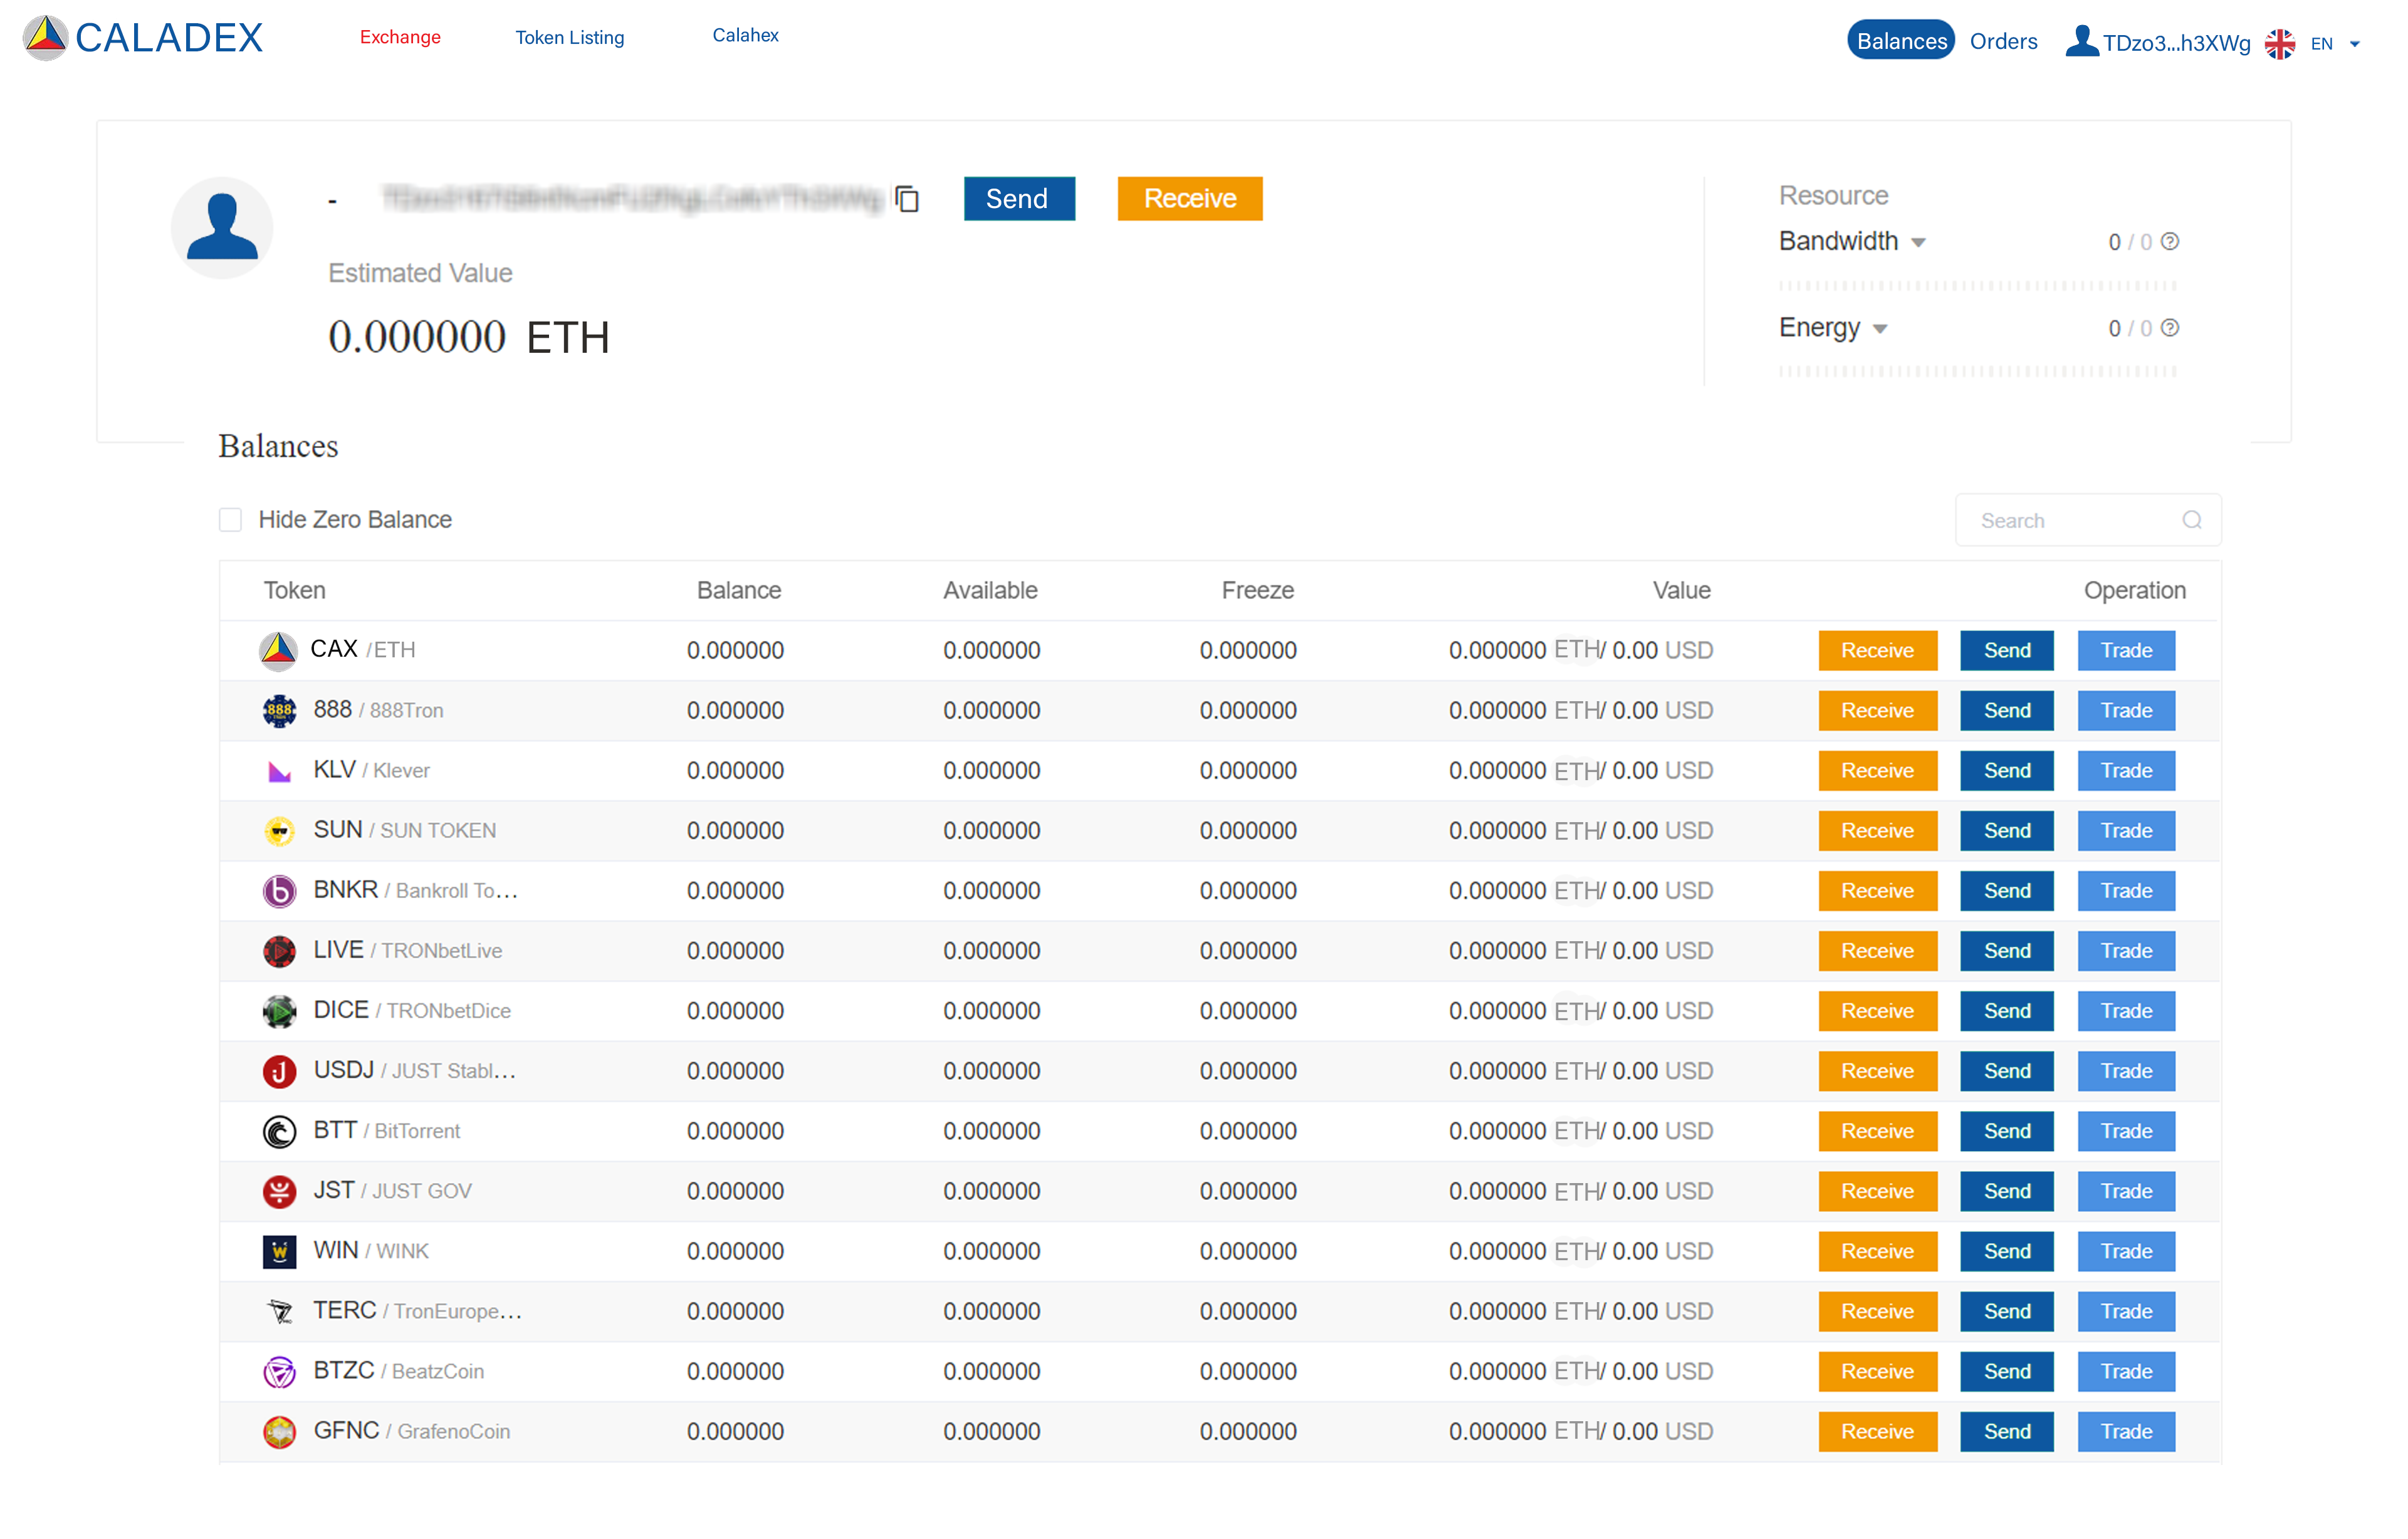 CALADEX Exchange Token Listing Calahex Balances Orders TDzo3...h3XWg EN
- Send Receive
Estimated Value
0.000000 ETH
Resource
Bandwidth 0 / 0
Energy 0 / 0
Balances
Hide Zero Balance Search
Token Balance Available Freeze Value Operation
CAX /ETH 0.000000 0.000000 0.000000 0.000000 ETH/ 0.00 USD Receive Send Trade
888 888 / 888Tron 0.000000 0.000000 0.000000 0.000000 ETH/ 0.00 USD Receive Send Trade
KLV / Klever 0.000000 0.000000 0.000000 0.000000 ETH/ 0.00 USD Receive Send Trade
SUN / SUN TOKEN 0.000000 0.000000 0.000000 0.000000 ETH/ 0.00 USD Receive Send Trade
b BNKR / Bankroll To... 0.000000 0.000000 0.000000 0.000000 ETH/ 0.00 USD Receive Send Trade
LIVE / TRONbetLive 0.000000 0.000000 0.000000 0.000000 ETH/ 0.00 USD Receive Send Trade
DICE / TRONbetDice 0.000000 0.000000 0.000000 0.000000 ETH/ 0.00 USD Receive Send Trade
J USDJ / JUST Stabl... 0.000000 0.000000 0.000000 0.000000 ETH/ 0.00 USD Receive Send Trade
BTT / BitTorrent 0.000000 0.000000 0.000000 0.000000 ETH/ 0.00 USD Receive Send Trade
JST / JUST GOV 0.000000 0.000000 0.000000 0.000000 ETH/ 0.00 USD Receive Send Trade
W WIN / WINK 0.000000 0.000000 0.000000 0.000000 ETH/ 0.00 USD Receive Send Trade
TERC / TronEurope... 0.000000 0.000000 0.000000 0.000000 ETH/ 0.00 USD Receive Send Trade
BTZC / BeatzCoin 0.000000 0.000000 0.000000 0.000000 ETH/ 0.00 USD Receive Send Trade
GFNC / GrafenoCoin 0.000000 0.000000 0.000000 0.000000 ETH/ 0.00 USD Receive Send Trade